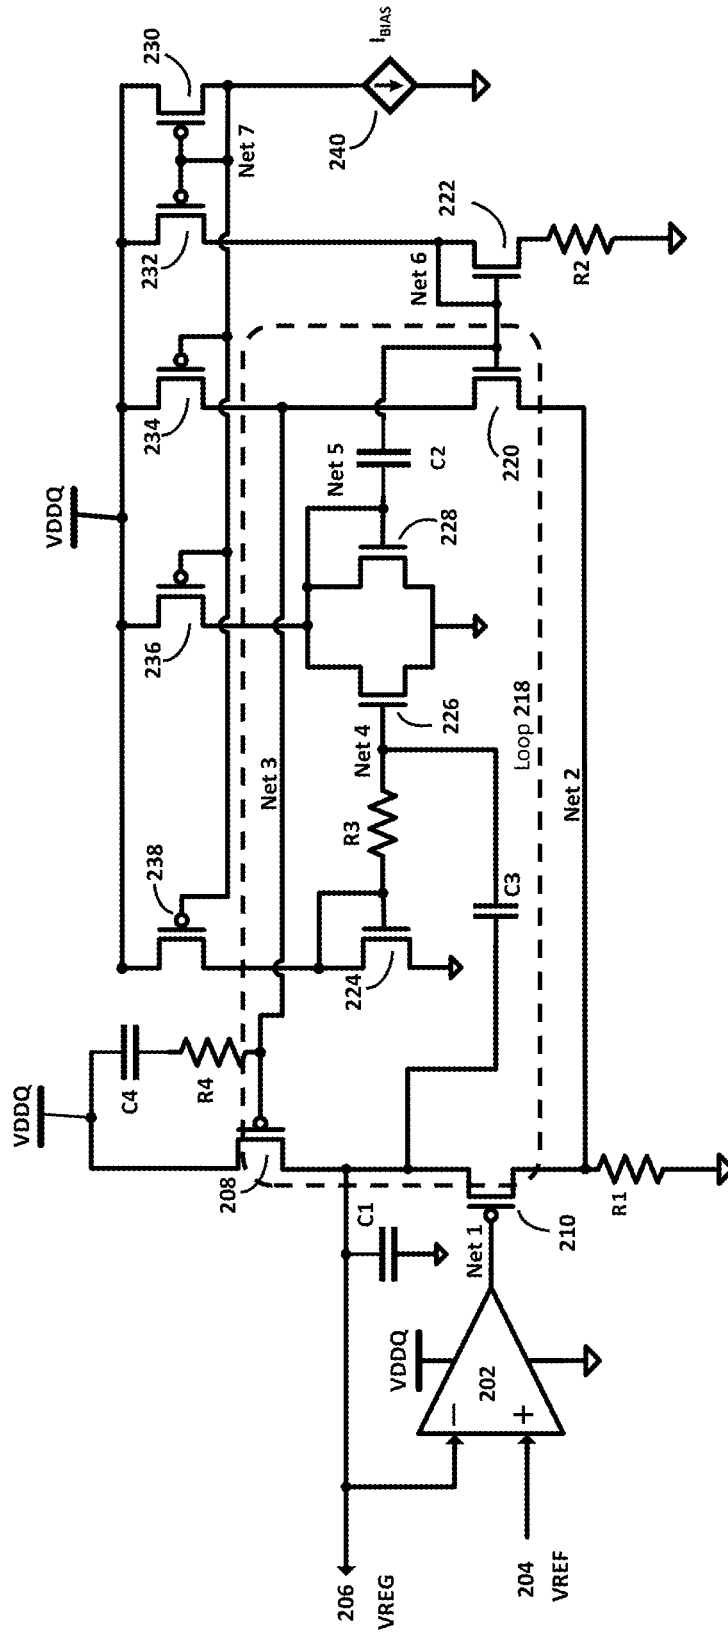 230
240
I BIAS
Net 7
232
222
Net 6
R2
234
220
C2
Net 5
VDDQ
228
236
226
Net 4
Loop 218
Net 3
Net 2
R3
238
C3
224
VDDQ
C4
R4
208
C1
R1
210
Net 1
VDDQ
202
−
+
206
VREG
204
VREF